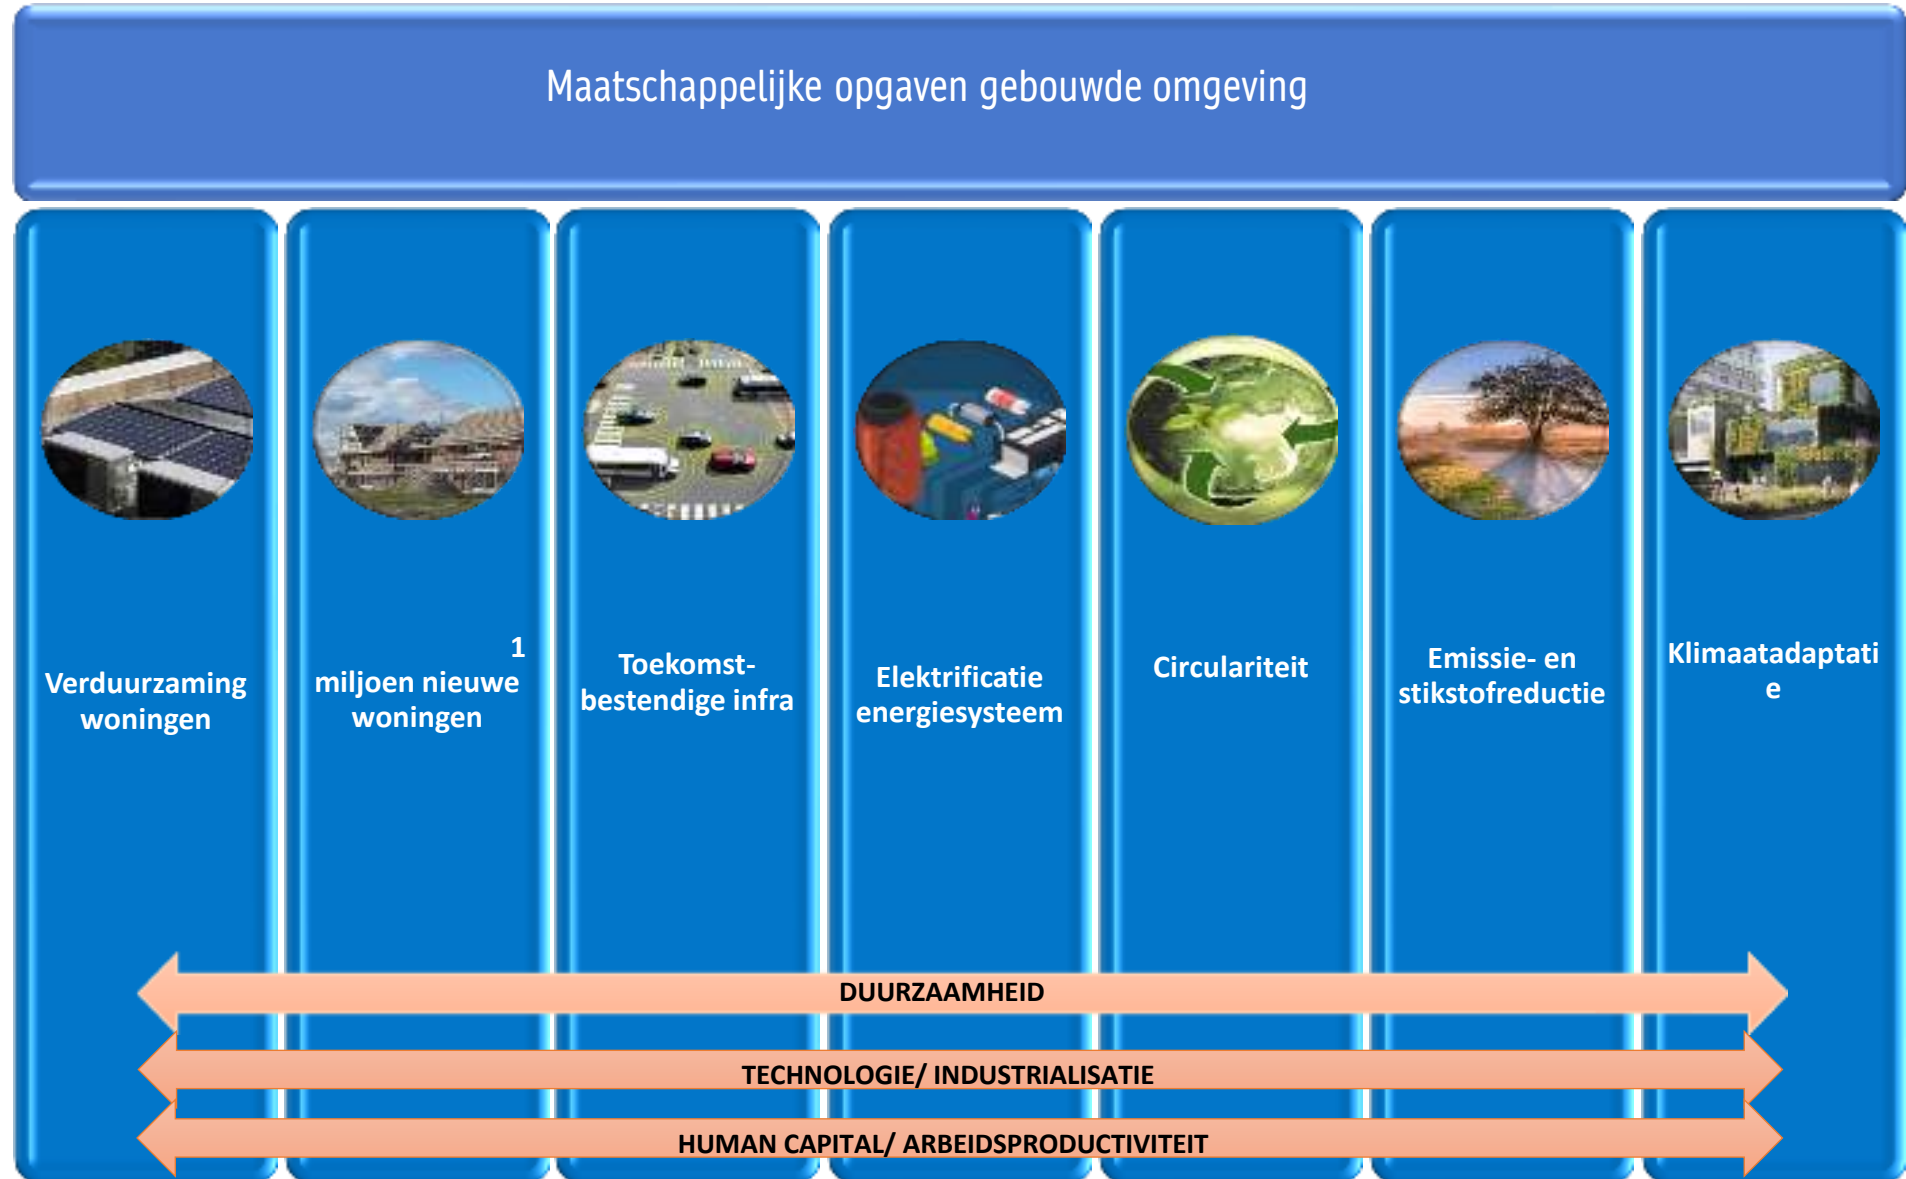 Maatschappelijke opgaven gebouwde omgeving
Verduurzaming
woningen
1
miljoen nieuwe
woningen
Toekomst-
bestendige infra
Elektrificatie
energiesysteem
Circulariteit
Emissie- en
stikstofreductie
Klimaatadaptati
e
DUURZAAMHEID
TECHNOLOGIE/ INDUSTRIALISATIE
HUMAN CAPITAL/ ARBEIDSPRODUCTIVITEIT